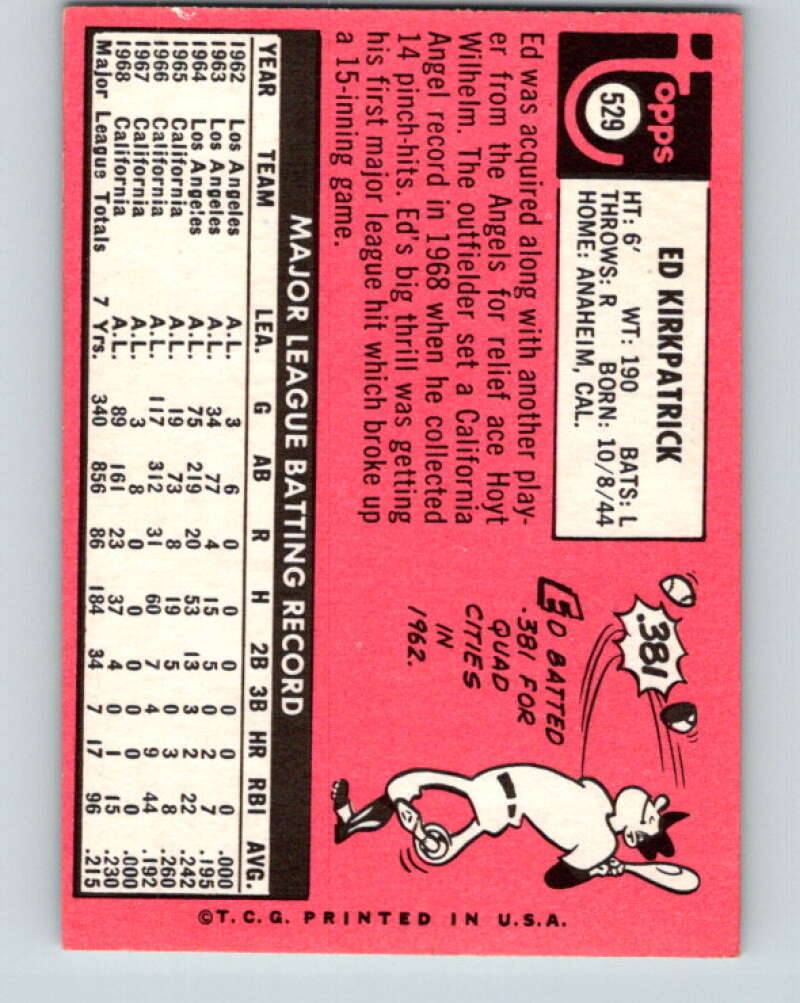 Topps
529
ED KIRKPATRICK
HT: 6' WT: 190 BATS: L
THROWS: R BORN: 10/8/44
HOME: ANAHEIM, CAL.
Ed was acquired along with another play-
er from the Angels for relief ace Hoyt
Wilhelm. The outfielder set a California
Angel record in 1968 when he collected
14 pinch-hits. Ed's big thrill was getting
his first major league hit which broke up
a 15-inning game.
.381
ED BATTED
.381 FOR
QUAD
CITIES
IN
1962.
MAJOR LEAGUE BATTING RECORD
YEAR TEAM LEA. G AB R H 2B 3B HR RBI AVG.
1962 Los Angeles A.L. 3 6 0 0 0 0 0 0 .000
1963 Los Angeles A.L. 34 77 4 15 5 0 2 7 .195
1964 Los Angeles A.L. 75 219 20 53 13 3 2 22 .242
1965 California A.L. 19 73 8 19 5 0 3 8 .260
1966 California A.L. 117 312 31 60 7 4 9 44 .192
1967 California A.L. 3 8 0 0 0 0 0 0 .000
1968 California A.L. 89 161 23 37 4 0 1 15 .230
Major League Totals 7 Yrs. 340 856 86 184 34 7 17 96 .215
©T.C.G. PRINTED IN U.S.A.